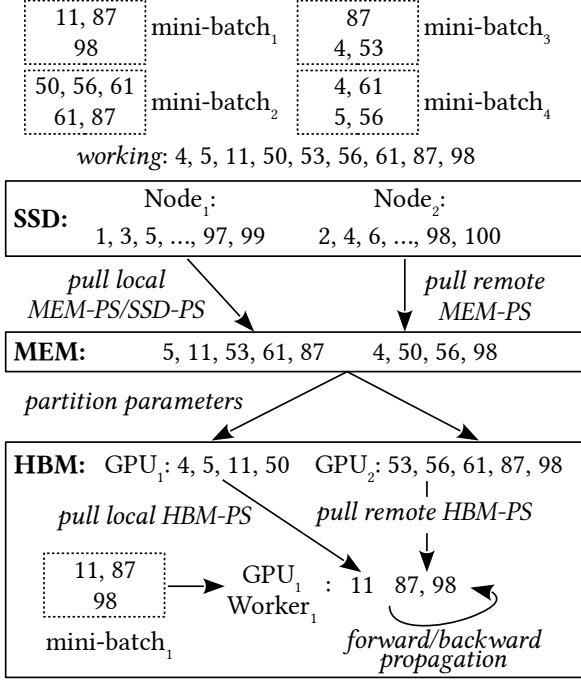 11, 87
98
mini-batch₁
87
4, 53
mini-batch₃
50, 56, 61
61, 87
mini-batch₂
4, 61
5, 56
mini-batch₄
working: 4, 5, 11, 50, 53, 56, 61, 87, 98
SSD:
Node₁:
1, 3, 5, ..., 97, 99
Node₂:
2, 4, 6, ..., 98, 100
pull local
MEM-PS/SSD-PS
pull remote
MEM-PS
MEM: 5, 11, 53, 61, 87 4, 50, 56, 98
partition parameters
HBM: GPU₁: 4, 5, 11, 50 GPU₂: 53, 56, 61, 87, 98
pull local HBM-PS pull remote HBM-PS
11, 87
98
mini-batch₁
GPU₁
Worker₁
: 11 87, 98
forward/backward
propagation